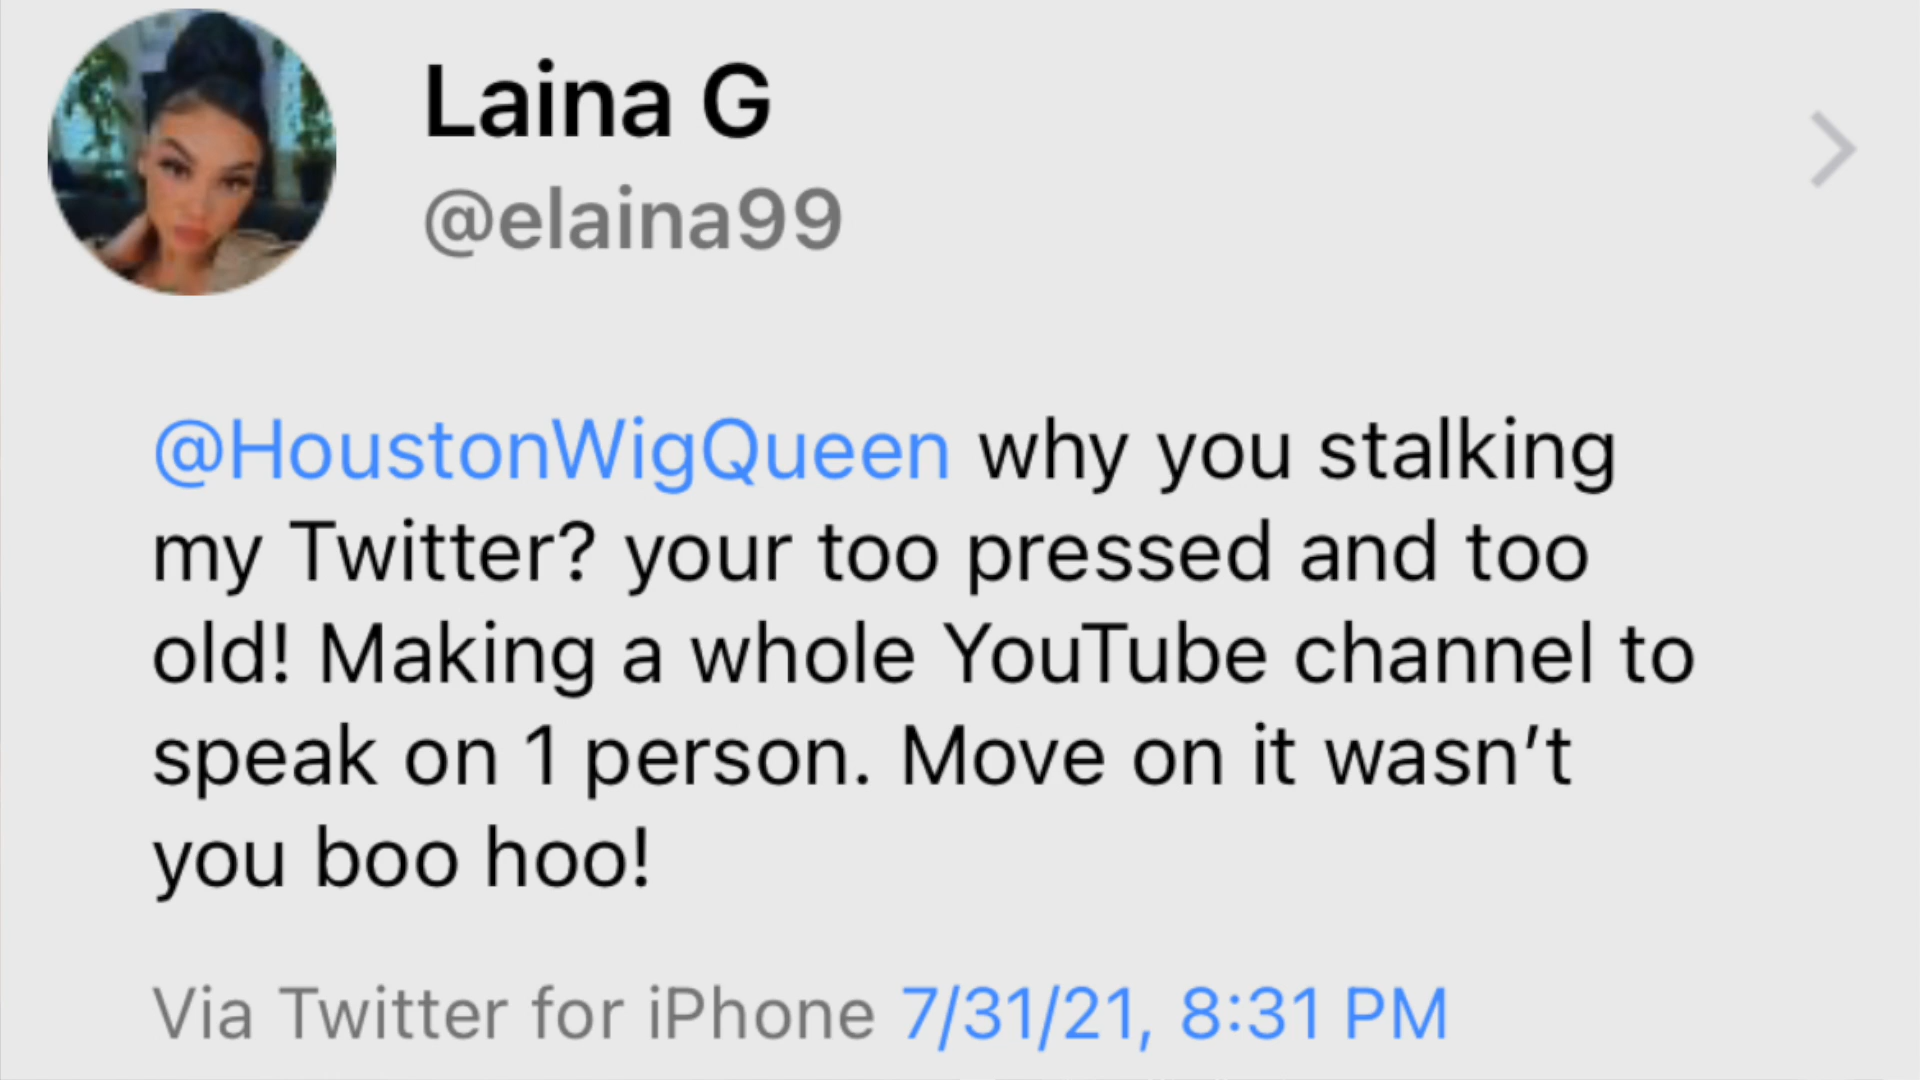 Laina G
@elaina99
@HoustonWigQueen why you stalking
my Twitter? your too pressed and too
old! Making a whole YouTube channel to
speak on 1 person. Move on it wasn’t
you boo hoo!
Via Twitter for iPhone 7/31/21, 8:31 PM